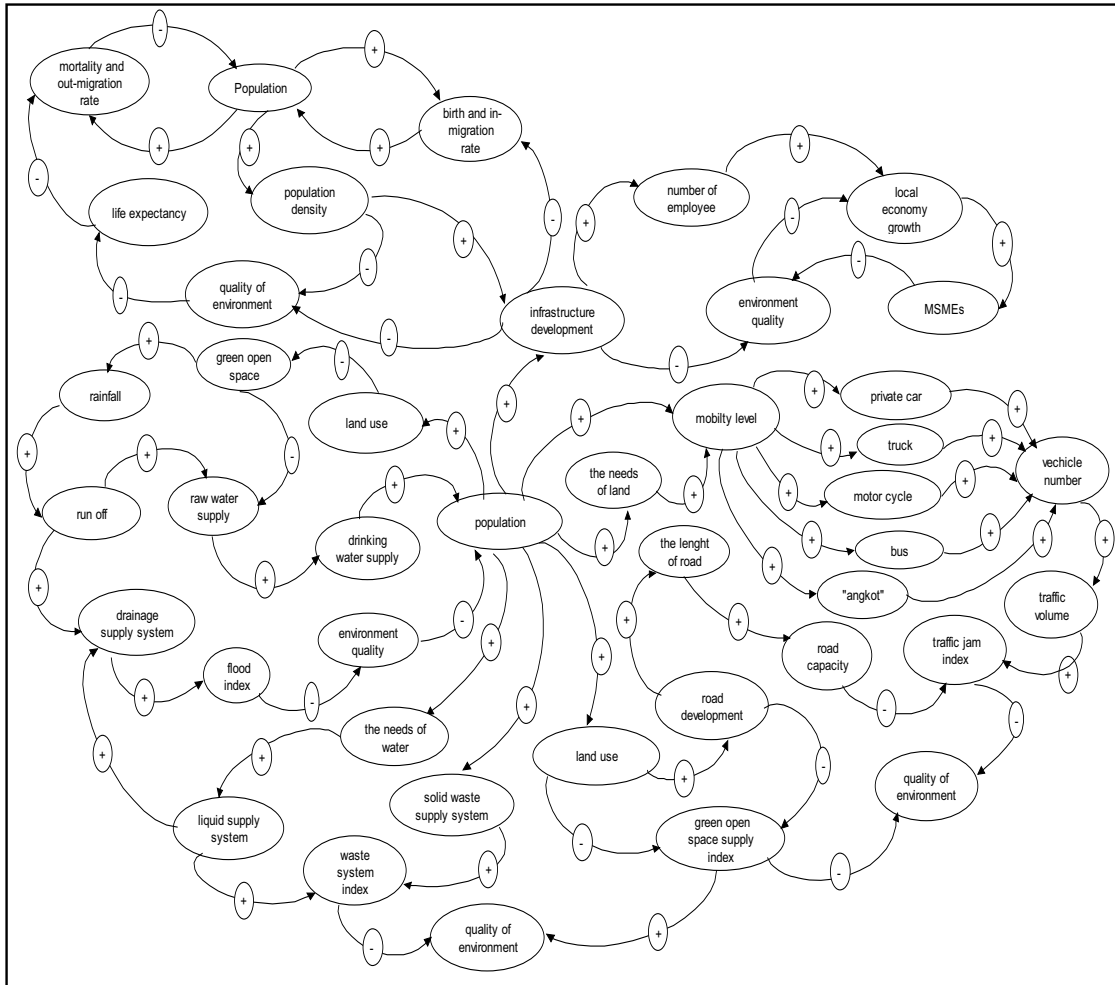 -
mortality and
out-migration
rate
Population
+
birth and in-
migration
rate
+
+
+
-
life expectancy
population
density
+
-
-
quality of
environment
-
-
-
infrastructure
development
+
number of
employee
+
local
economy
growth
-
+
-
environment
quality
MSMEs
-
green open
space
+
-
rainfall
land use
+
+
+
-
+
+
run off
raw water
supply
+
population
drinking
water supply
+
+
mobilty level
+
private car
+
+
truck
+
vechicle
number
the needs
of land
+
+
+
motor cycle
+
+
bus
+
+
"angkot"
+
+
traffic
volume
+
the lenght
of road
+
road
capacity
-
traffic jam
index
-
+
drainage
supply system
+
flood
index
-
environment
quality
-
+
+
+
+
road
development
-
land use
+
the needs of
water
+
+
liquid supply
system
+
solid waste
supply system
+
waste
system
index
-
quality of
environment
-
green open
space supply
index
-
quality of
environment
+